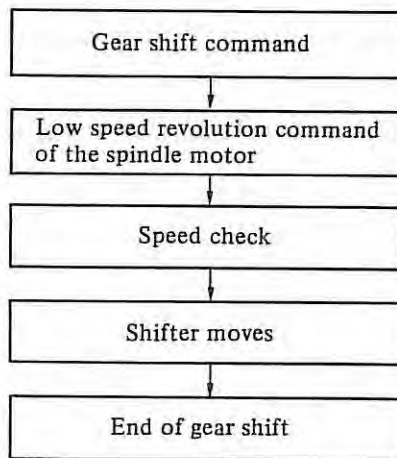 Gear shift command
Low speed revolution command
of the spindle motor
Speed check
Shifter moves
End of gear shift